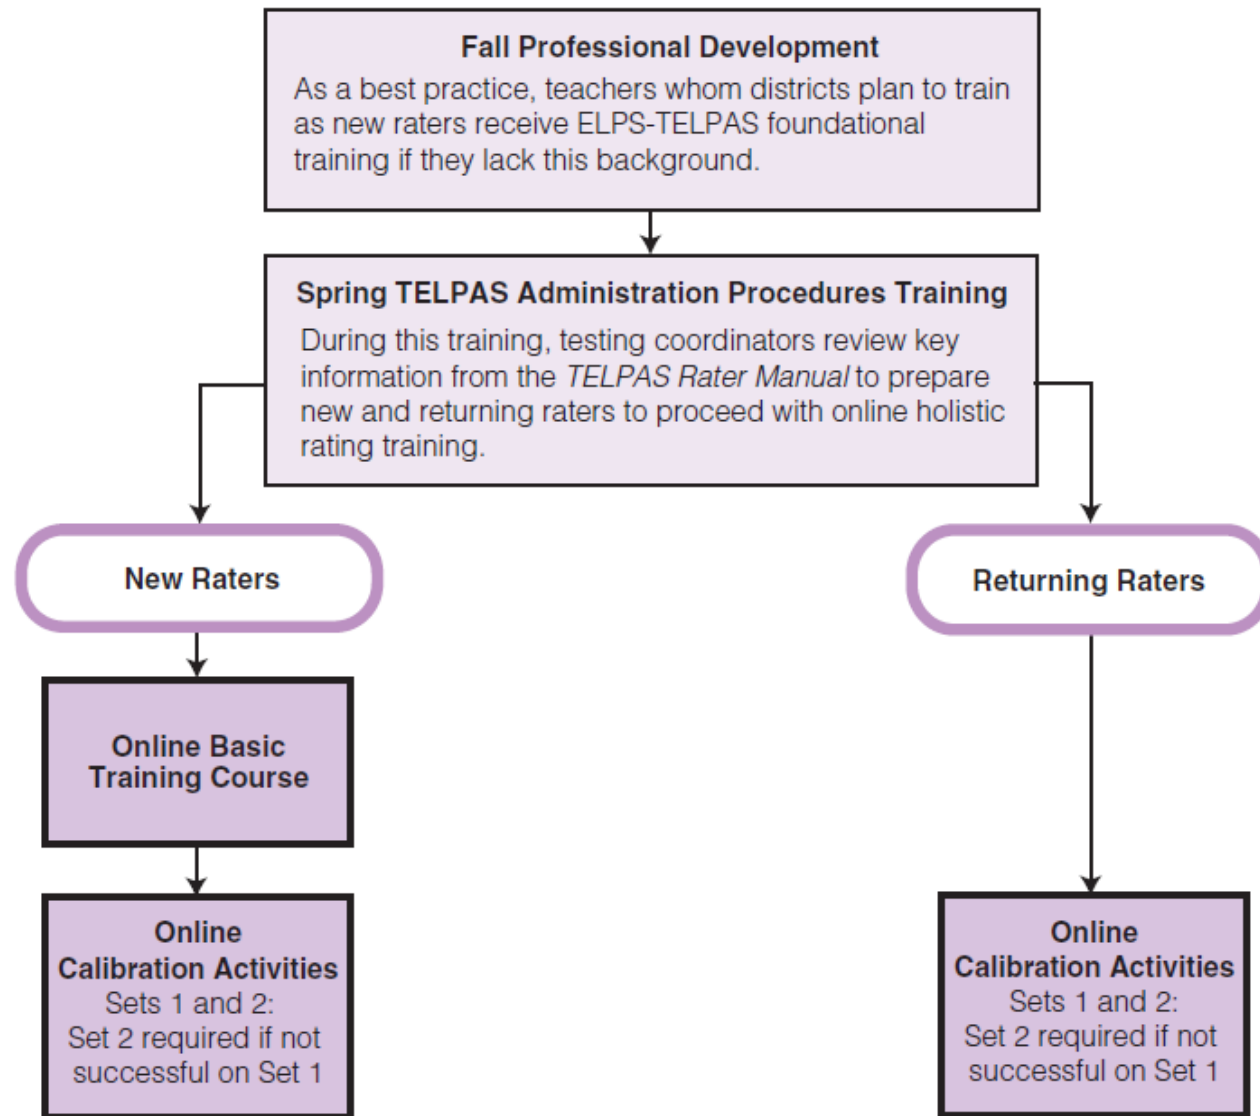 Fall Professional Development
As a best practice, teachers whom districts plan to train
as new raters receive ELPS-TELPAS foundational
training if they lack this background.
Spring TELPAS Administration Procedures Training
During this training, testing coordinators review key
information from the TELPAS Rater Manual to prepare
new and returning raters to proceed with online holistic
rating training.
New Raters
Returning Raters
Online Basic
Training Course
Online
Calibration Activities
Sets 1 and 2:
Set 2 required if not
successful on Set 1
Online
Calibration Activities
Sets 1 and 2:
Set 2 required if not
successful on Set 1